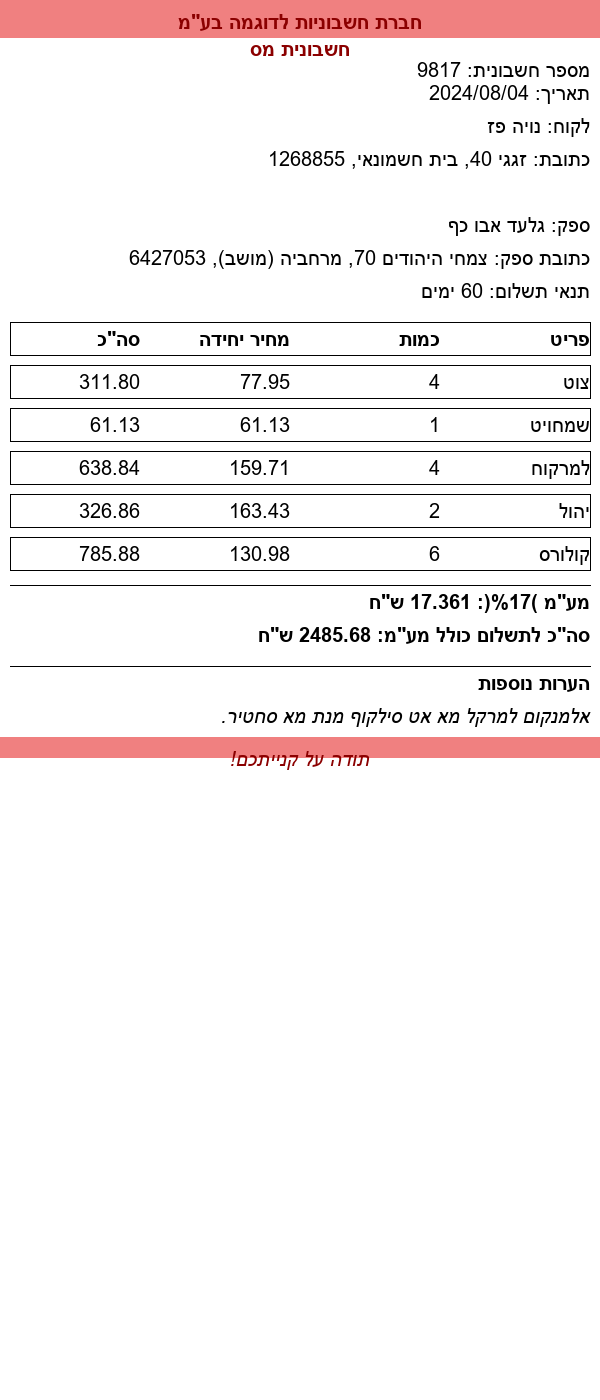 חברת חשבוניות לדוגמה בע"מ
חשבונית מס
מספר חשבונית: 9817
תאריך: 2024/08/04
לקוח: נויה פז
כתובת: זגגי 40, בית חשמונאי, 1268855
ספק: גלעד אבו כף
כתובת ספק: צמחי היהודים 70, מרחביה (מושב), 6427053
תנאי תשלום: 60 ימים
פריט כמות מחיר יחידה סה"כ
צוט 4 77.95 311.80
שמחויט 1 61.13 61.13
למרקוח 4 159.71 638.84
יהול 2 163.43 326.86
קולורס 6 130.98 785.88
מע"מ )17%(: 17.361 ש"ח
סה"כ לתשלום כולל מע"מ: 2485.68 ש"ח
הערות נוספות
אלמנקום למרקל מא אט סילקוף מנת מא סחטיר.
תודה על קנייתכם!